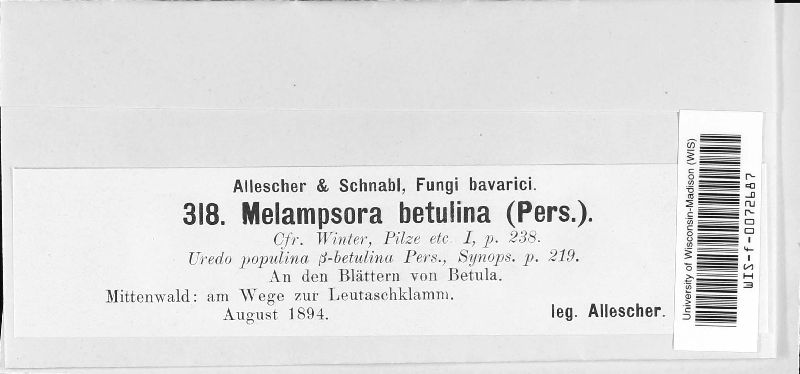 Allescher & Schnabl, Fungi bavarici.
318. Melampsora betulina (Pers.).
Cfr. Winter, Pilze etc. I, p. 238.
Uredo populina β-betulina Pers., Synops. p. 219.
An den Blättern von Betula.
Mittenwald: am Wege zur Leutaschklamm.
August 1894.
leg. Allescher.
University of Wisconsin-Madison (WIS)
WIS-f-0072687